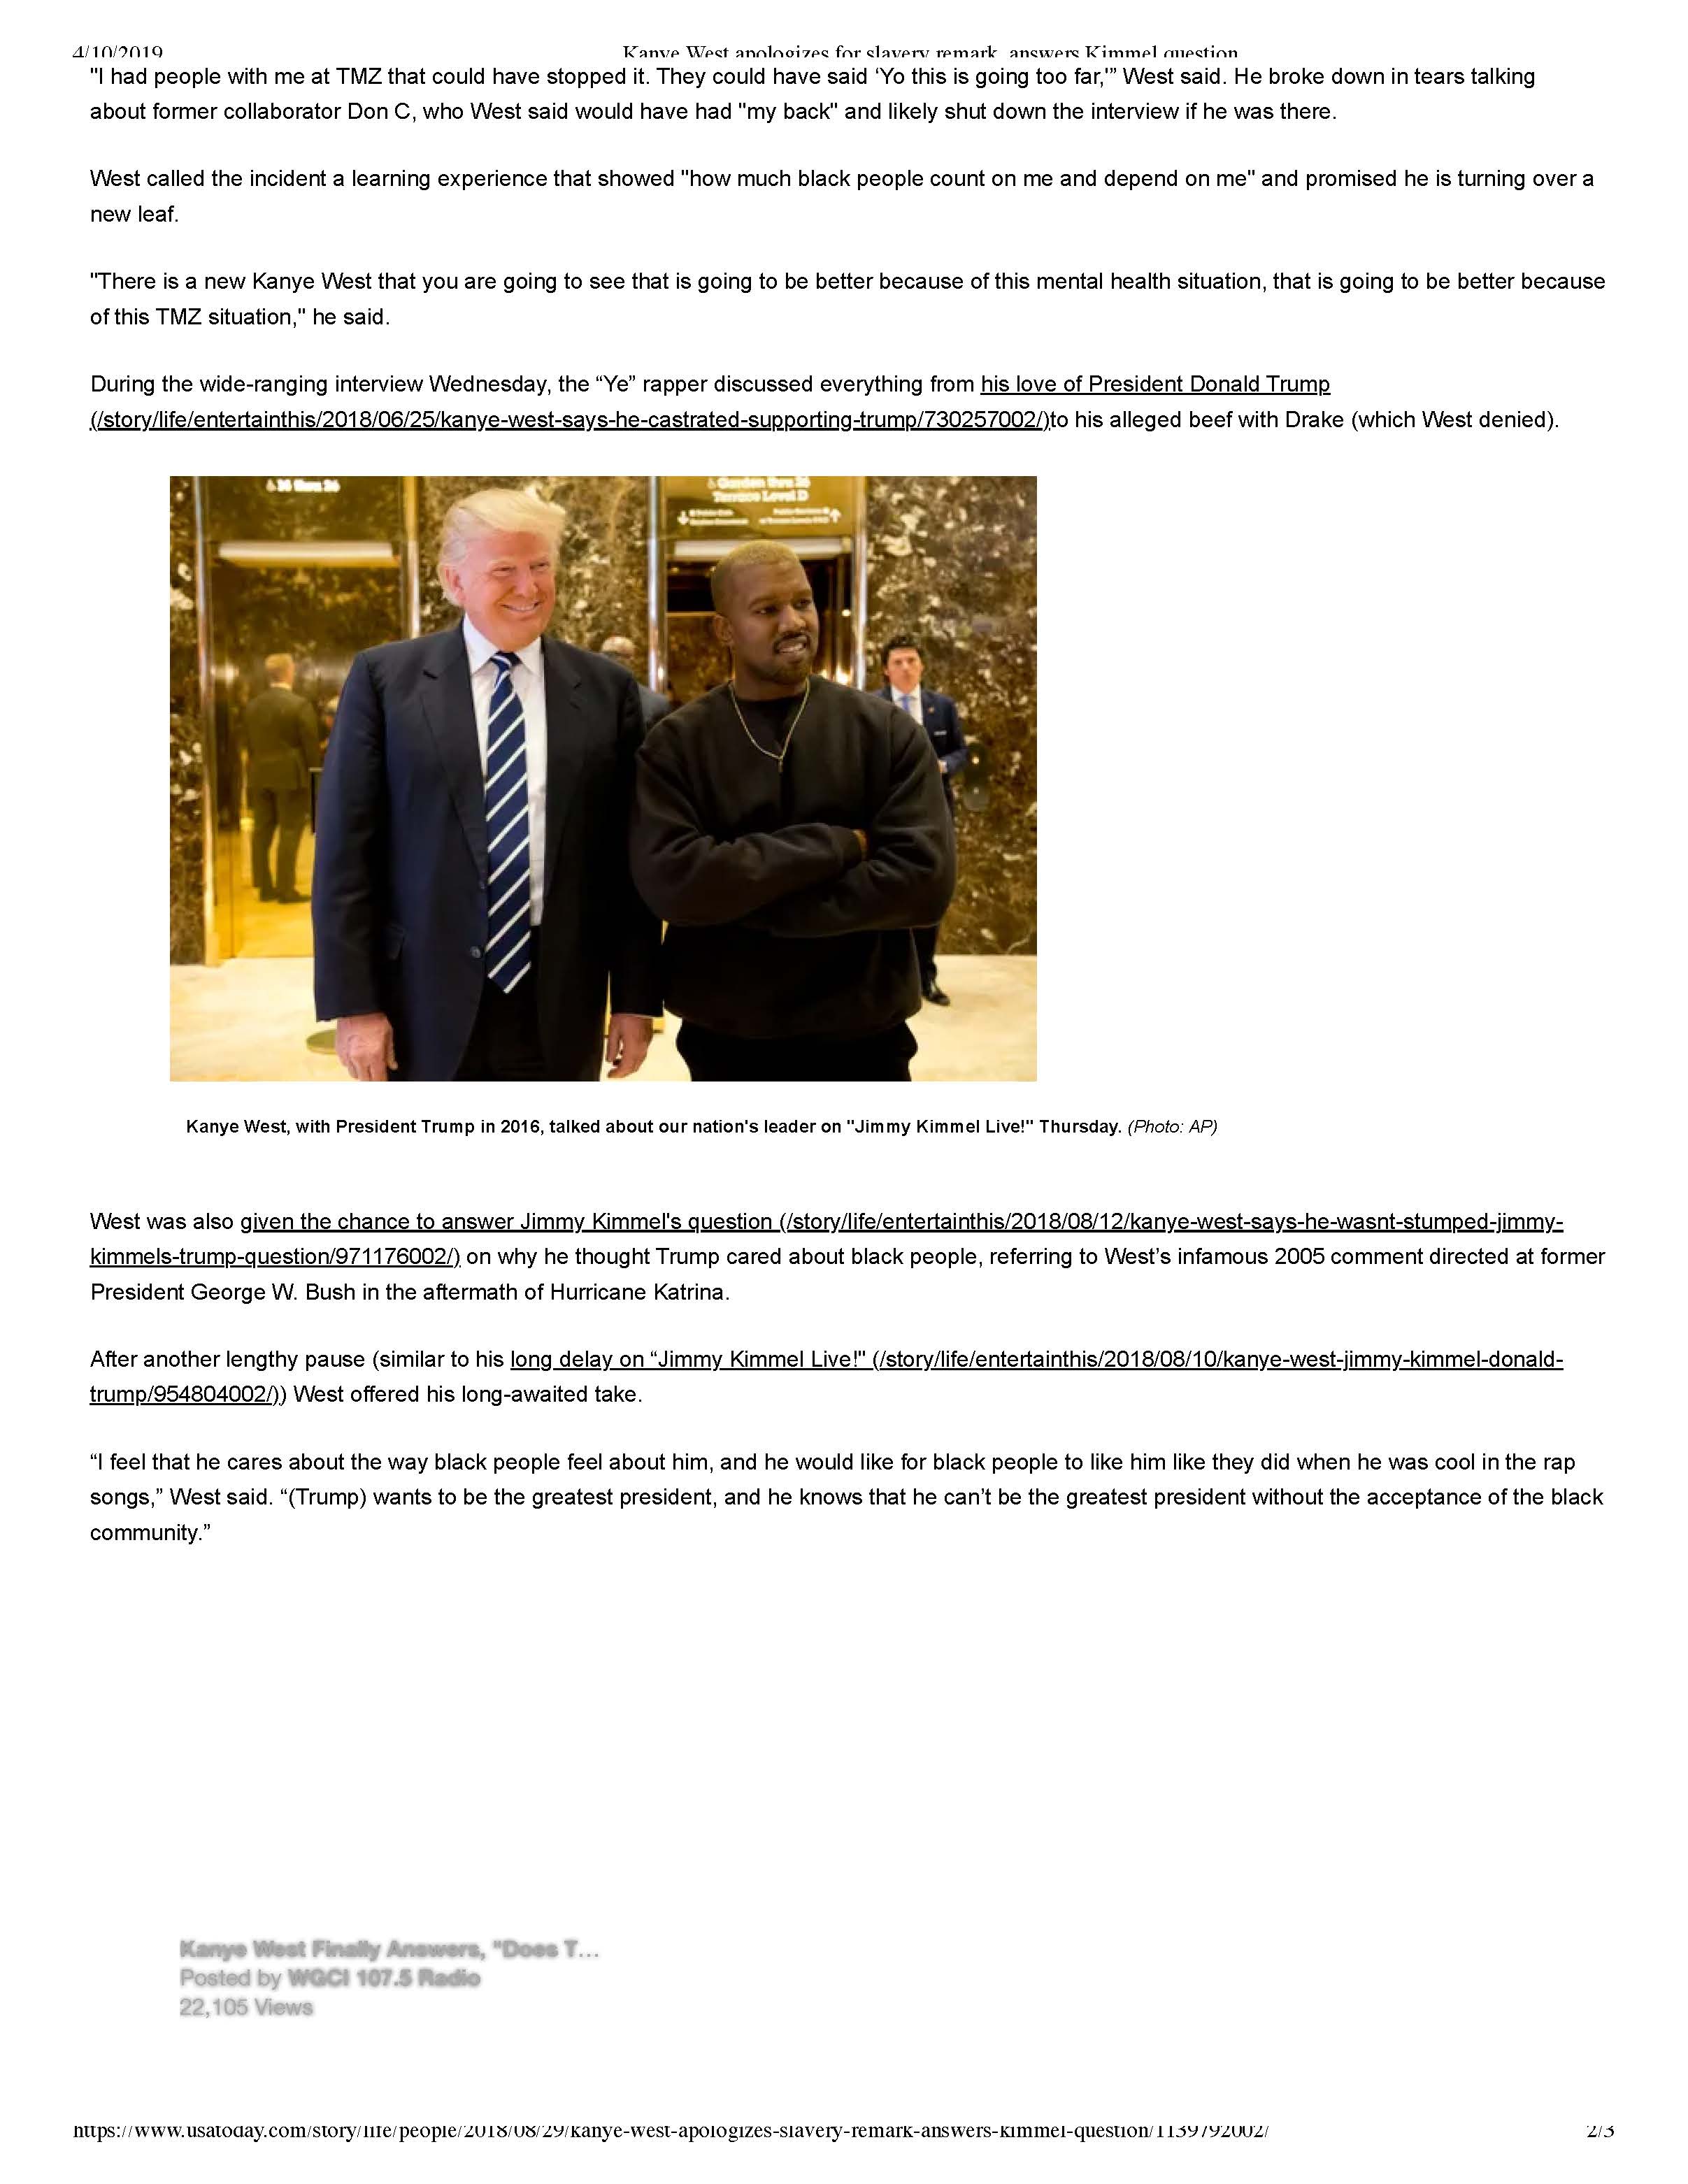 4/10/2019 Kanye West apologizes for slavery remark, answers Kimmel question
"I had people with me at TMZ that could have stopped it. They could have said ‘Yo this is going too far,'” West said. He broke down in tears talking
about former collaborator Don C, who West said would have had "my back" and likely shut down the interview if he was there.
West called the incident a learning experience that showed "how much black people count on me and depend on me" and promised he is turning over a
new leaf.
"There is a new Kanye West that you are going to see that is going to be better because of this mental health situation, that is going to be better because
of this TMZ situation," he said.
During the wide-ranging interview Wednesday, the “Ye” rapper discussed everything from his love of President Donald Trump
(/story/life/entertainthis/2018/06/25/kanye-west-says-he-castrated-supporting-trump/730257002/)to his alleged beef with Drake (which West denied).
Garden thru 26
Terrace Level D
Kanye West, with President Trump in 2016, talked about our nation's leader on "Jimmy Kimmel Live!" Thursday. (Photo: AP)
West was also given the chance to answer Jimmy Kimmel's question (/story/life/entertainthis/2018/08/12/kanye-west-says-he-wasnt-stumped-jimmy-
kimmels-trump-question/971176002/) on why he thought Trump cared about black people, referring to West’s infamous 2005 comment directed at former
President George W. Bush in the aftermath of Hurricane Katrina.
After another lengthy pause (similar to his long delay on “Jimmy Kimmel Live!" (/story/life/entertainthis/2018/08/10/kanye-west-jimmy-kimmel-donald-
trump/954804002/)) West offered his long-awaited take.
“I feel that he cares about the way black people feel about him, and he would like for black people to like him like they did when he was cool in the rap
songs,” West said. “(Trump) wants to be the greatest president, and he knows that he can’t be the greatest president without the acceptance of the black
community.”
Kanye West Finally Answers, "Does T…
Posted by WGCI 107.5 Radio
22,105 Views
https://www.usatoday.com/story/life/people/2018/08/29/kanye-west-apologizes-slavery-remark-answers-kimmel-question/1139792002/ 2/3